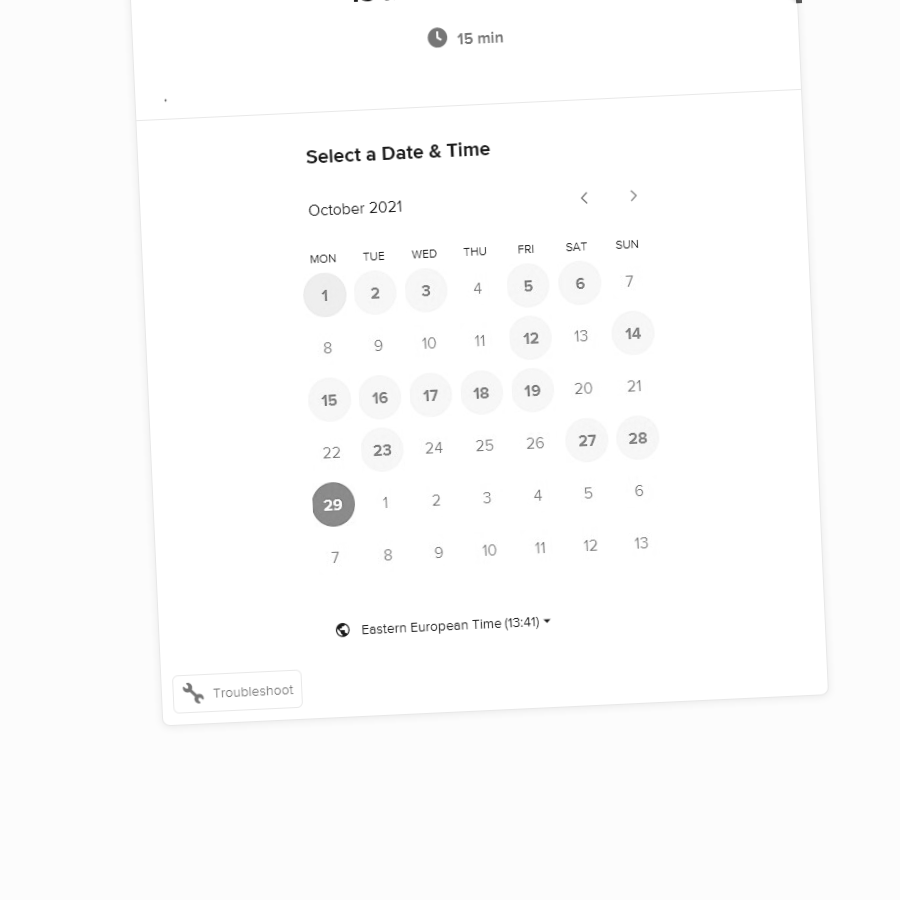 15 min
.
Select a Date & Time
October 2021
MON TUE WED THU FRI SAT SUN
1 2 3 4 5 6 7
8 9 10 11 12 13 14
15 16 17 18 19 20 21
22 23 24 25 26 27 28
29 1 2 3 4 5 6
7 8 9 10 11 12 13
Eastern European Time (13:41)
Troubleshoot